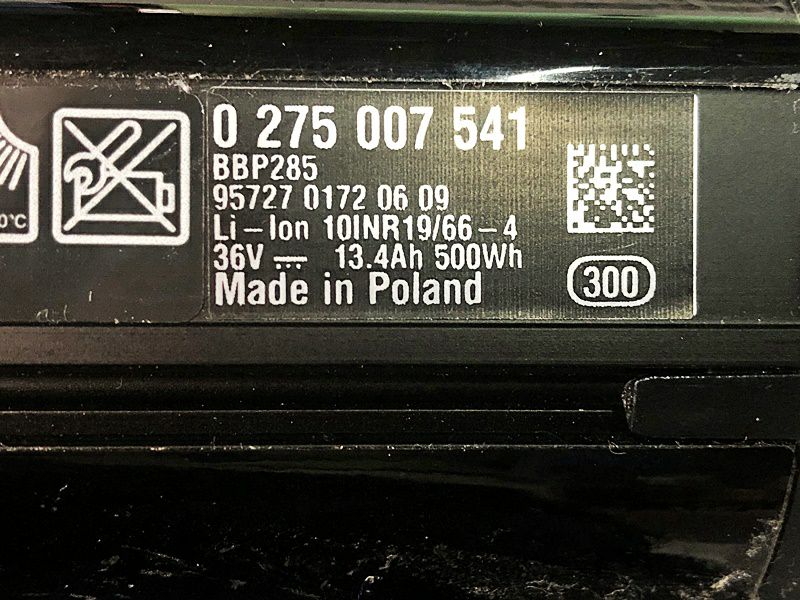 0 275 007 541
BBP285
95727 0172 06 09
Li-Ion 10INR19/66-4
36V ⎓ 13.4Ah 500Wh
Made in Poland
300
0°C